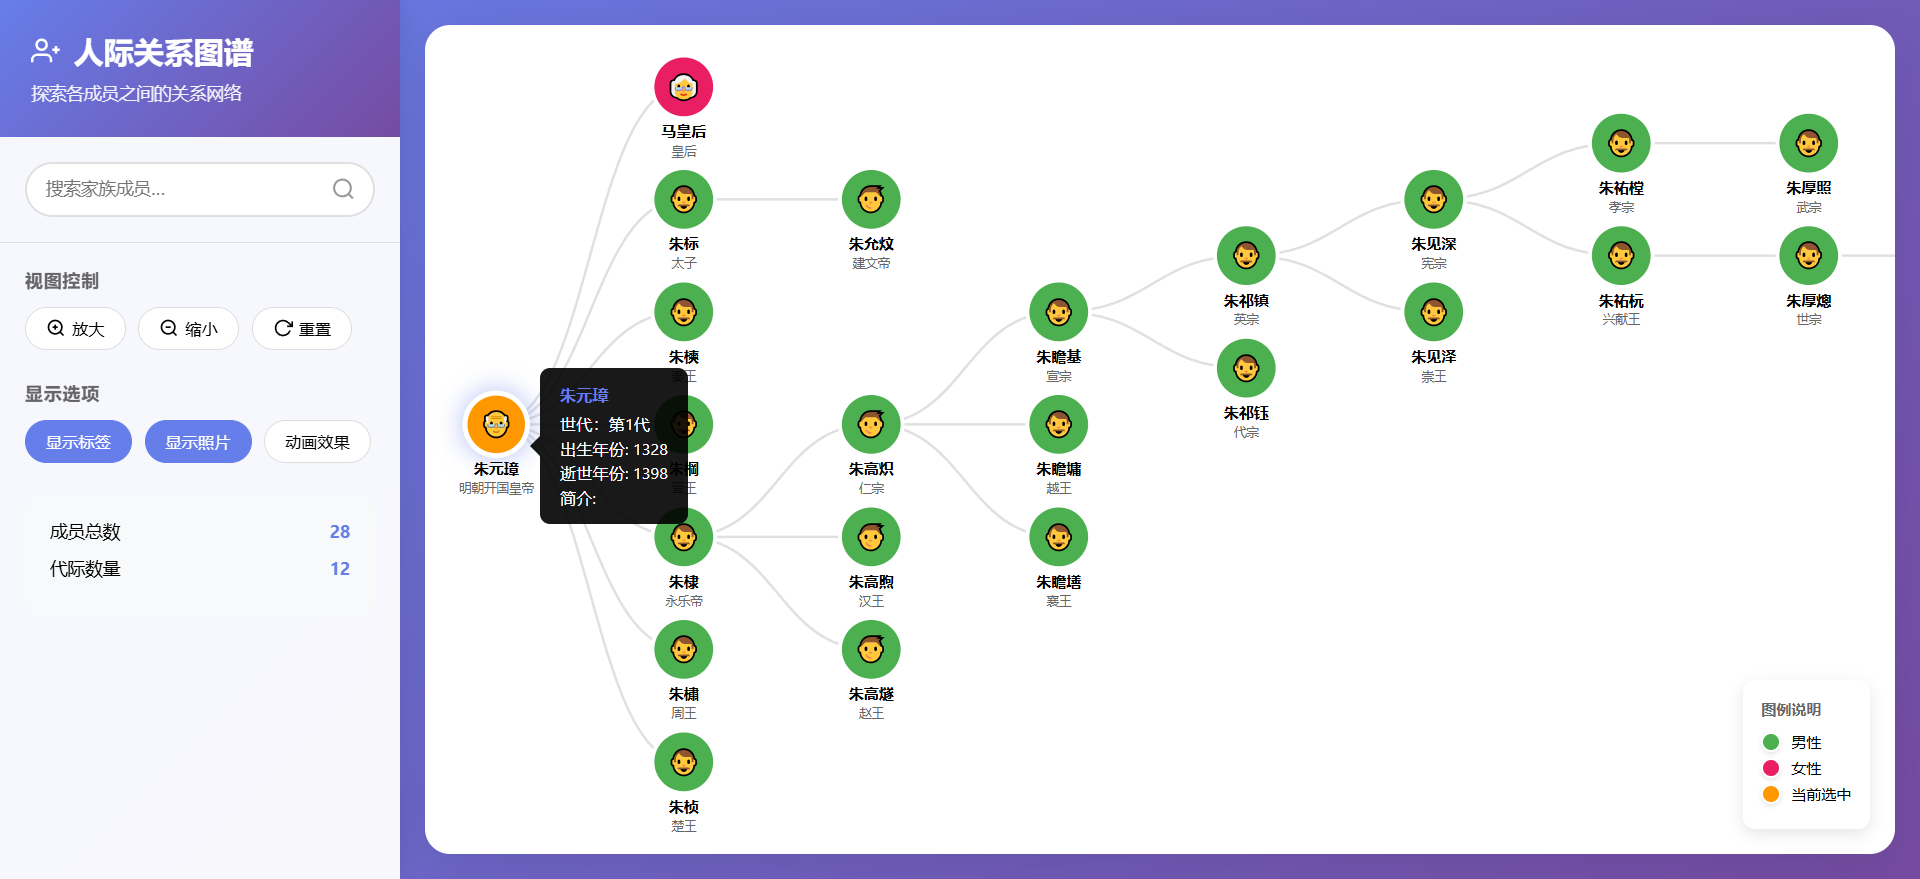 人际关系图谱
探索各成员之间的关系网络
搜索家族成员...
视图控制
放大
缩小
重置
显示选项
显示标签
显示照片
动画效果
成员总数 28
代际数量 12
朱元璋
明朝开国皇帝
朱元璋
世代: 第1代
出生年份: 1328
逝世年份: 1398
简介:
马皇后
皇后
朱标
太子
朱樉
王
棡
王
朱棣
永乐帝
朱橚
周王
朱桢
楚王
朱允炆
建文帝
朱高炽
仁宗
朱高煦
汉王
朱高燧
赵王
朱瞻基
宣宗
朱瞻墉
越王
朱瞻墡
襄王
朱祁镇
英宗
朱祁钰
代宗
朱见深
宪宗
朱见泽
崇王
朱祐樘
孝宗
朱祐杬
兴献王
朱厚照
武宗
朱厚熜
世宗
图例说明
男性
女性
当前选中